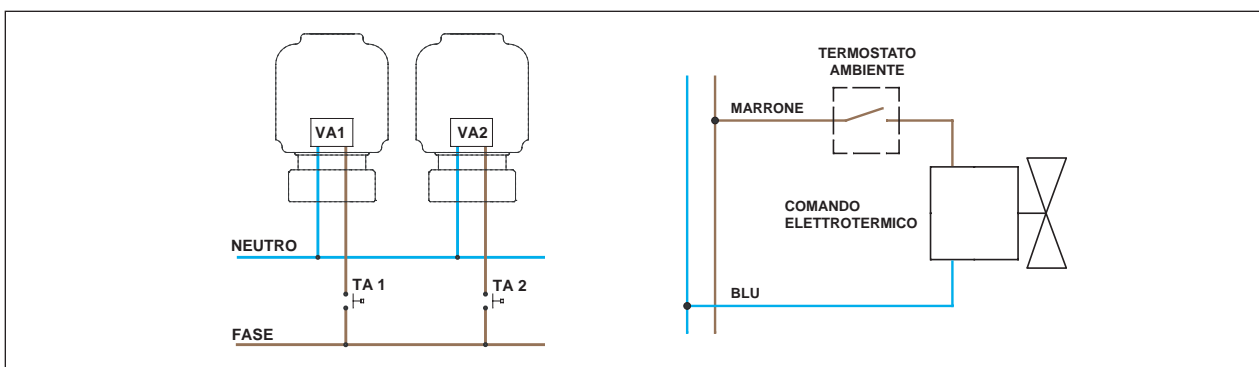 VA1
VA2
NEUTRO
TA 1
TA 2
FASE
TERMOSTATO
AMBIENTE
MARRONE
COMANDO
ELETTROTERMICO
BLU